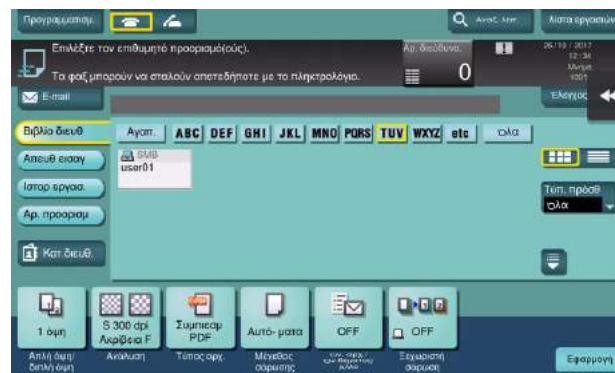 Προγραμματισμ.
Αναζ. λειτ.
Λίστα εργασιών
Επιλέξτε τον επιθυμητό προορισμό(ούς).
Τα φαξ μπορούν να σταλούν οποτεδήποτε με το πληκτρολόγιο.
Αρ. διεύθυνσ.
0
26/10/2017
12:34
Μνήμη
100%
E-mail
Έλεγχος
Βιβλίο διευθ
Αγαπ.
ABC
DEF
GHI
JKL
MNO
PQRS
TUV
WXYZ
etc
Όλα
SMB
user01
Απευθ εισαγ
Ιστορ εργασ.
Αρ. προορισμ
Κατ.διευθ.
Τύπ. πρόσθ
Όλα
1 όψη
S 300 dpi
Ακρίβεια F
Συμπιεσμ
PDF
Αυτό- ματα
OFF
OFF
Απλή όψη/
διπλή όψη
Ανάλυση
Τύπος αρχ.
Μέγεθος
σάρωσης
Ξεχωριστή
σάρωση
Εφαρμογή